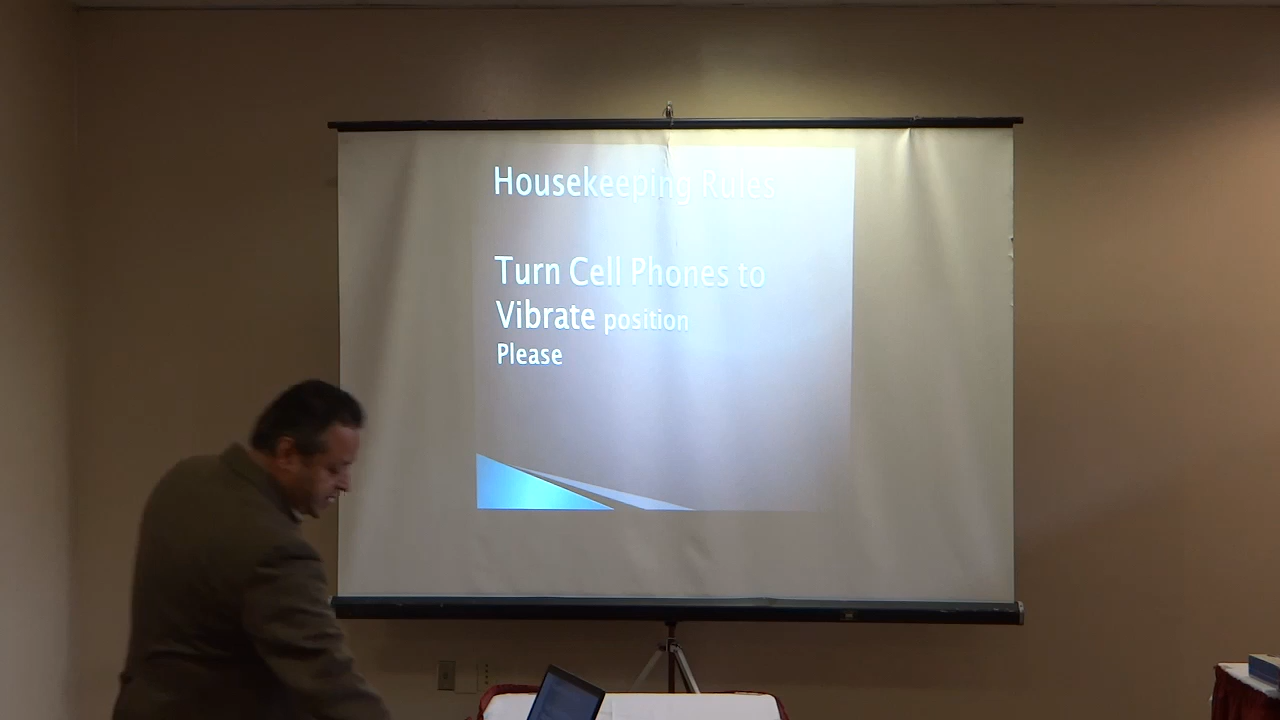 Housekeeping Rules
Turn Cell Phones to
Vibrate position
Please